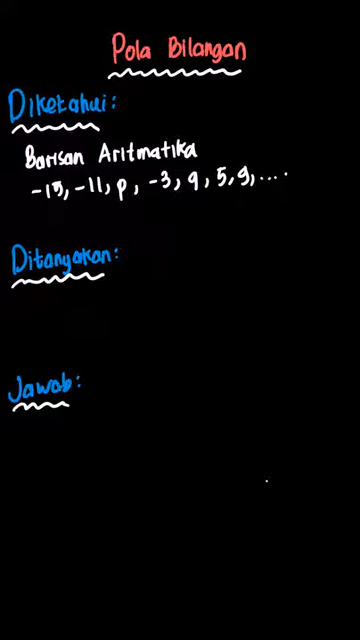 Pola Bilangan
Diketahui:
Barisan Aritmatika
-15, -11, p, -3, q, 5, 9, ....
Ditanyakan:
Jawab: